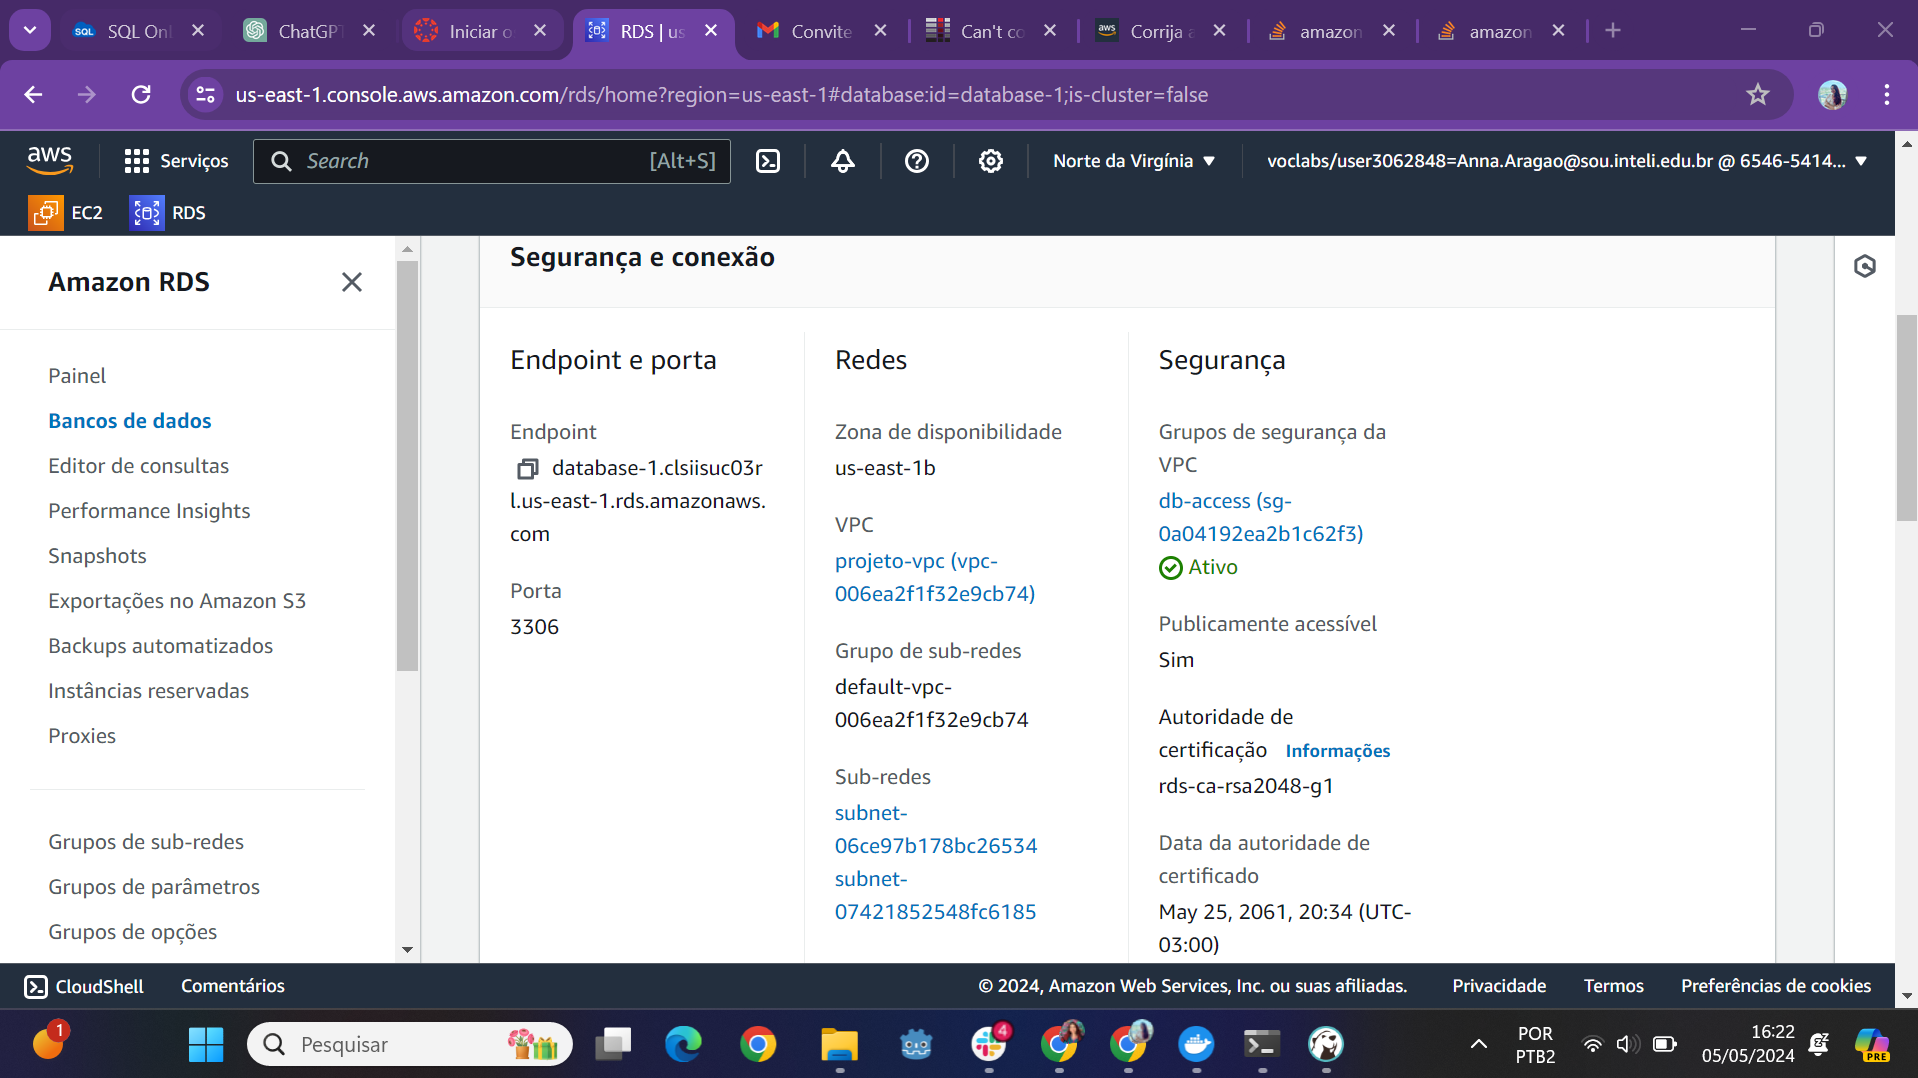 SQL Onl
ChatGPT
Iniciar o
RDS | us
Convite
Can't co
Corrija a
amazon
amazon
us-east-1.console.aws.amazon.com/rds/home?region=us-east-1#database:id=database-1;is-cluster=false
aws
Serviços
Search
[Alt+S]
Norte da Virgínia
voclabs/user3062848=Anna.Aragao@sou.inteli.edu.br @ 6546-5414...
EC2
RDS
Amazon RDS
Painel
Bancos de dados
Editor de consultas
Performance Insights
Snapshots
Exportações no Amazon S3
Backups automatizados
Instâncias reservadas
Proxies
Grupos de sub-redes
Grupos de parâmetros
Grupos de opções
Segurança e conexão
Endpoint e porta
Endpoint
database-1.clsiisuc03r
l.us-east-1.rds.amazonaws.
com
Porta
3306
Redes
Zona de disponibilidade
us-east-1b
VPC
projeto-vpc (vpc-
006ea2f1f32e9cb74)
Grupo de sub-redes
default-vpc-
006ea2f1f32e9cb74
Sub-redes
subnet-
06ce97b178bc26534
subnet-
07421852548fc6185
Segurança
Grupos de segurança da
VPC
db-access (sg-
0a04192ea2b1c62f3)
Ativo
Publicamente acessível
Sim
Autoridade de
certificação Informações
rds-ca-rsa2048-g1
Data da autoridade de
certificado
May 25, 2061, 20:34 (UTC-
03:00)
CloudShell
Comentários
© 2024, Amazon Web Services, Inc. ou suas afiliadas.
Privacidade
Termos
Preferências de cookies
1
Pesquisar
4
POR
PTB2
16:22
05/05/2024
PRE